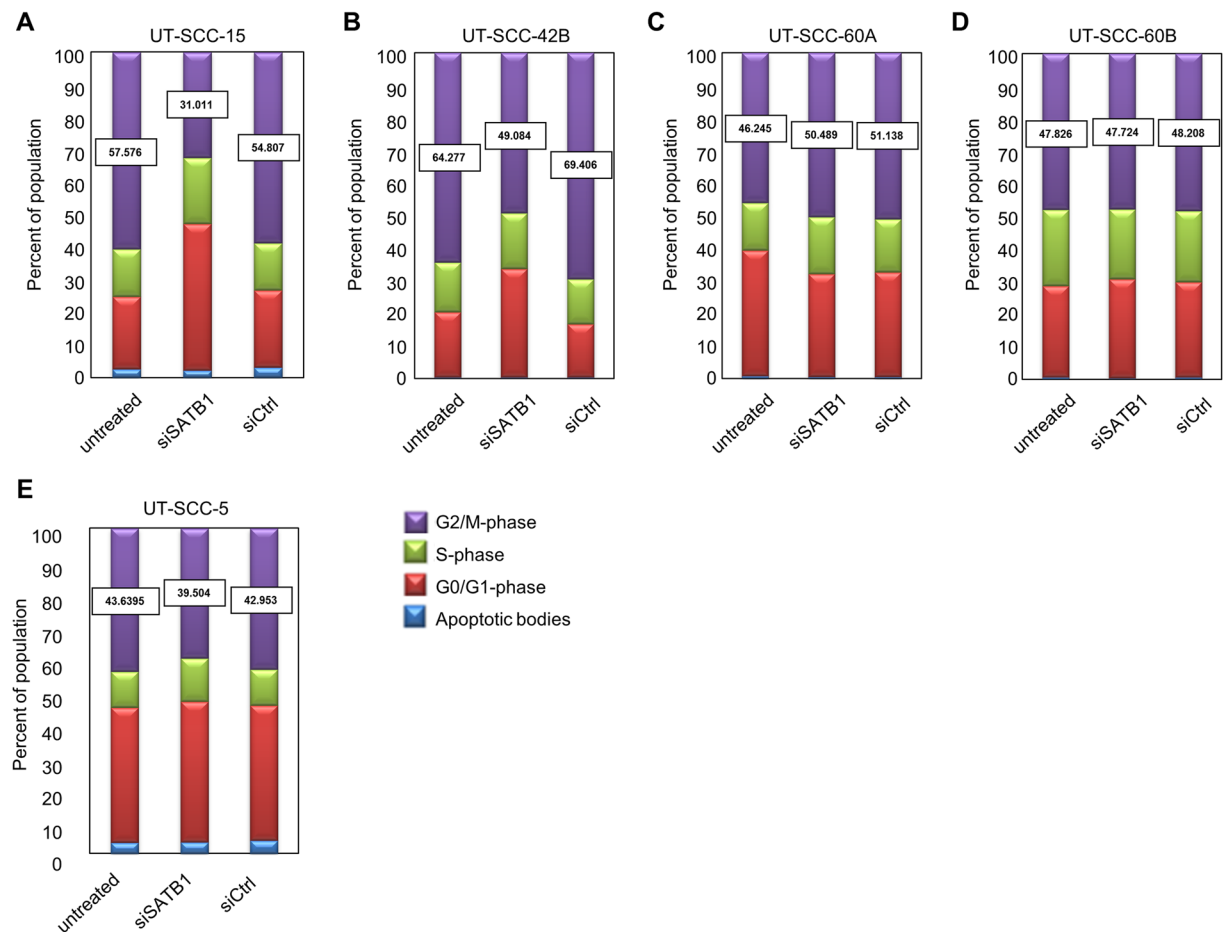 A
UT-SCC-15
Percent of population
100
90
80
70
60
50
40
30
20
10
0
57.576
31.011
54.807
untreated
siSATB1
siCtrl
B
UT-SCC-42B
Percent of population
100
90
80
70
60
50
40
30
20
10
0
64.277
49.084
69.406
untreated
siSATB1
siCtrl
C
UT-SCC-60A
Percent of population
100
90
80
70
60
50
40
30
20
10
0
46.245
50.489
51.138
untreated
siSATB1
siCtrl
D
UT-SCC-60B
Percent of population
100
90
80
70
60
50
40
30
20
10
0
47.826
47.724
48.208
untreated
siSATB1
siCtrl
E
UT-SCC-5
Percent of population
100
90
80
70
60
50
40
30
20
10
0
43.6395
39.504
42.953
untreated
siSATB1
siCtrl
G2/M-phase
S-phase
G0/G1-phase
Apoptotic bodies